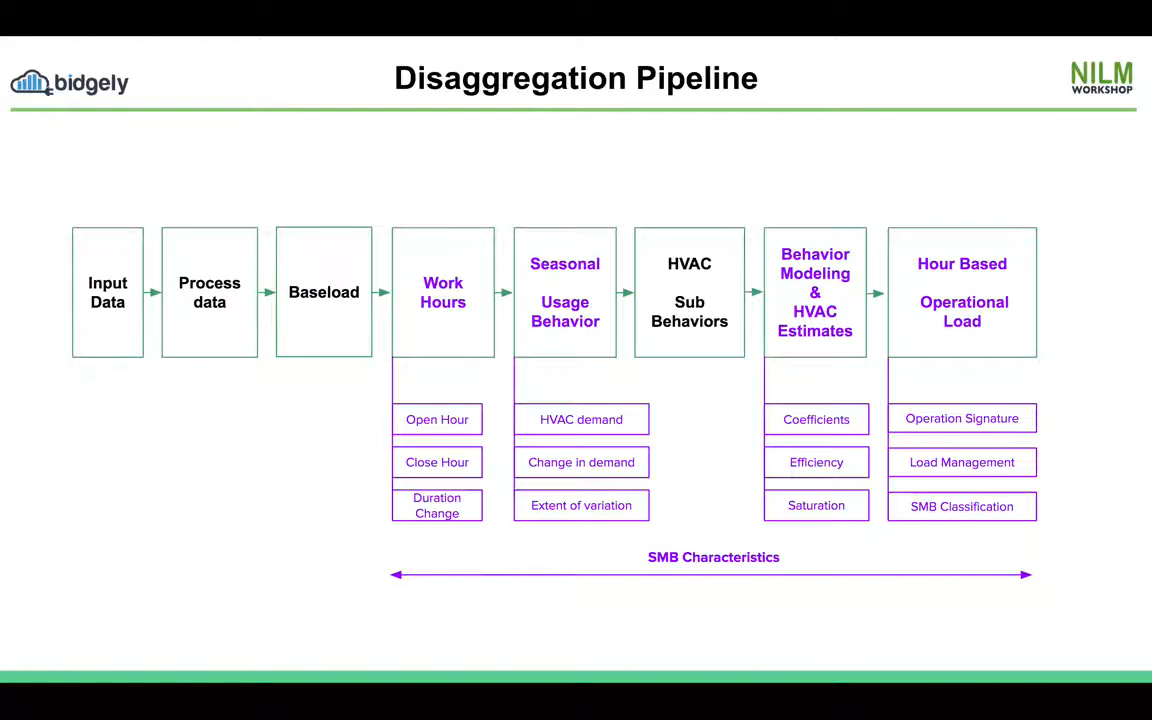 bidgely
Disaggregation Pipeline
NILM
WORKSHOP
Input
Data
Process
data
Baseload
Work
Hours
Seasonal
Usage
Behavior
HVAC
Sub
Behaviors
Behavior
Modeling
&
HVAC
Estimates
Hour Based
Operational
Load
Open Hour
Close Hour
Duration
Change
HVAC demand
Change in demand
Extent of variation
Coefficients
Efficiency
Saturation
Operation Signature
Load Management
SMB Classification
SMB Characteristics